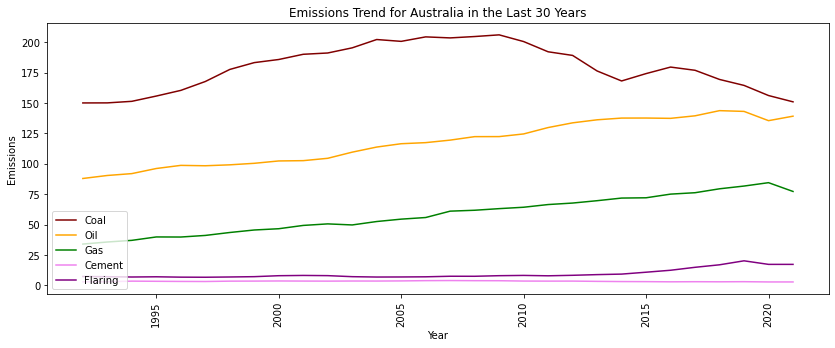 Emissions Trend for Australia in the Last 30 Years
Emissions
200
175
150
125
100
75
50
25
0
Coal
Oil
Gas
Cement
Flaring
1995
2000
2005
2010
2015
2020
Year